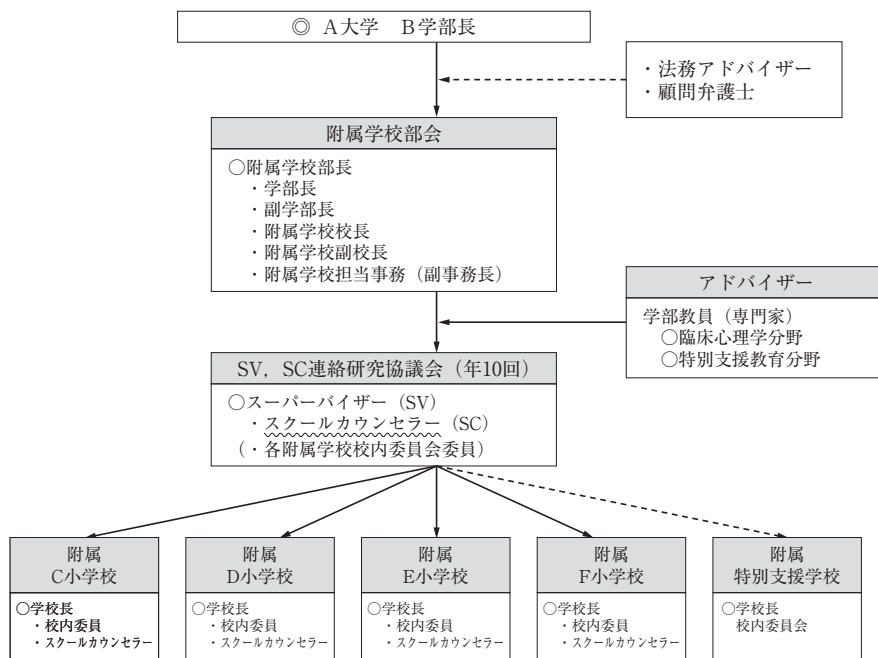 ◎ A大学 B学部長
・法務アドバイザー
・顧問弁護士
附属学校部会
○附属学校部長
・学部長
・副学部長
・附属学校校長
・附属学校副校長
・附属学校担当事務（副事務長）
アドバイザー
学部教員（専門家）
○臨床心理学分野
○特別支援教育分野
SV，SC連絡研究協議会（年10回）
○スーパーバイザー（SV）
・スクールカウンセラー（SC）
（・各附属学校校内委員会委員）
附属
C小学校
○学校長
・校内委員
・スクールカウンセラー
附属
D小学校
○学校長
・校内委員
・スクールカウンセラー
附属
E小学校
○学校長
・校内委員
・スクールカウンセラー
附属
F小学校
○学校長
・校内委員
・スクールカウンセラー
附属
特別支援学校
○学校長
校内委員会